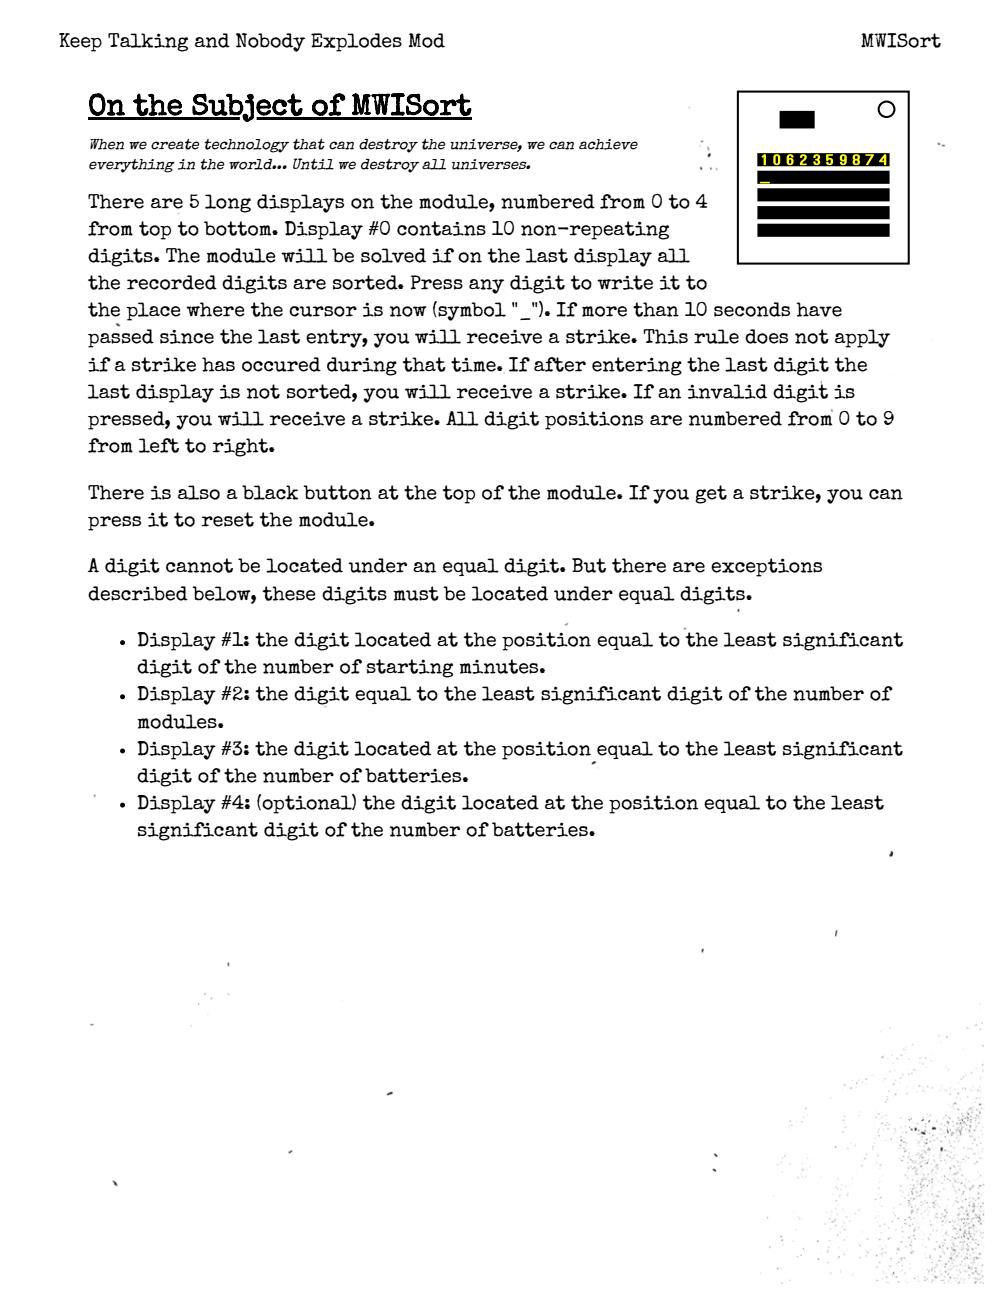 Keep Talking and Nobody Explodes Mod
MWISort
On the Subject of MWISort
When we create technology that can destroy the universe, we can achieve
everything in the world... Until we destroy all universes.
1062359874
_
There are 5 long displays on the module, numbered from 0 to 4
from top to bottom. Display #0 contains 10 non-repeating
digits. The module will be solved if on the last display all
the recorded digits are sorted. Press any digit to write it to
the place where the cursor is now (symbol "_"). If more than 10 seconds have
passed since the last entry, you will receive a strike. This rule does not apply
if a strike has occured during that time. If after entering the last digit the
last display is not sorted, you will receive a strike. If an invalid digit is
pressed, you will receive a strike. All digit positions are numbered from 0 to 9
from left to right.
There is also a black button at the top of the module. If you get a strike, you can
press it to reset the module.
A digit cannot be located under an equal digit. But there are exceptions
described below, these digits must be located under equal digits.
• Display #1: the digit located at the position equal to the least significant
digit of the number of starting minutes.
• Display #2: the digit equal to the least significant digit of the number of
modules.
• Display #3: the digit located at the position equal to the least significant
digit of the number of batteries.
• Display #4: (optional) the digit located at the position equal to the least
significant digit of the number of batteries.